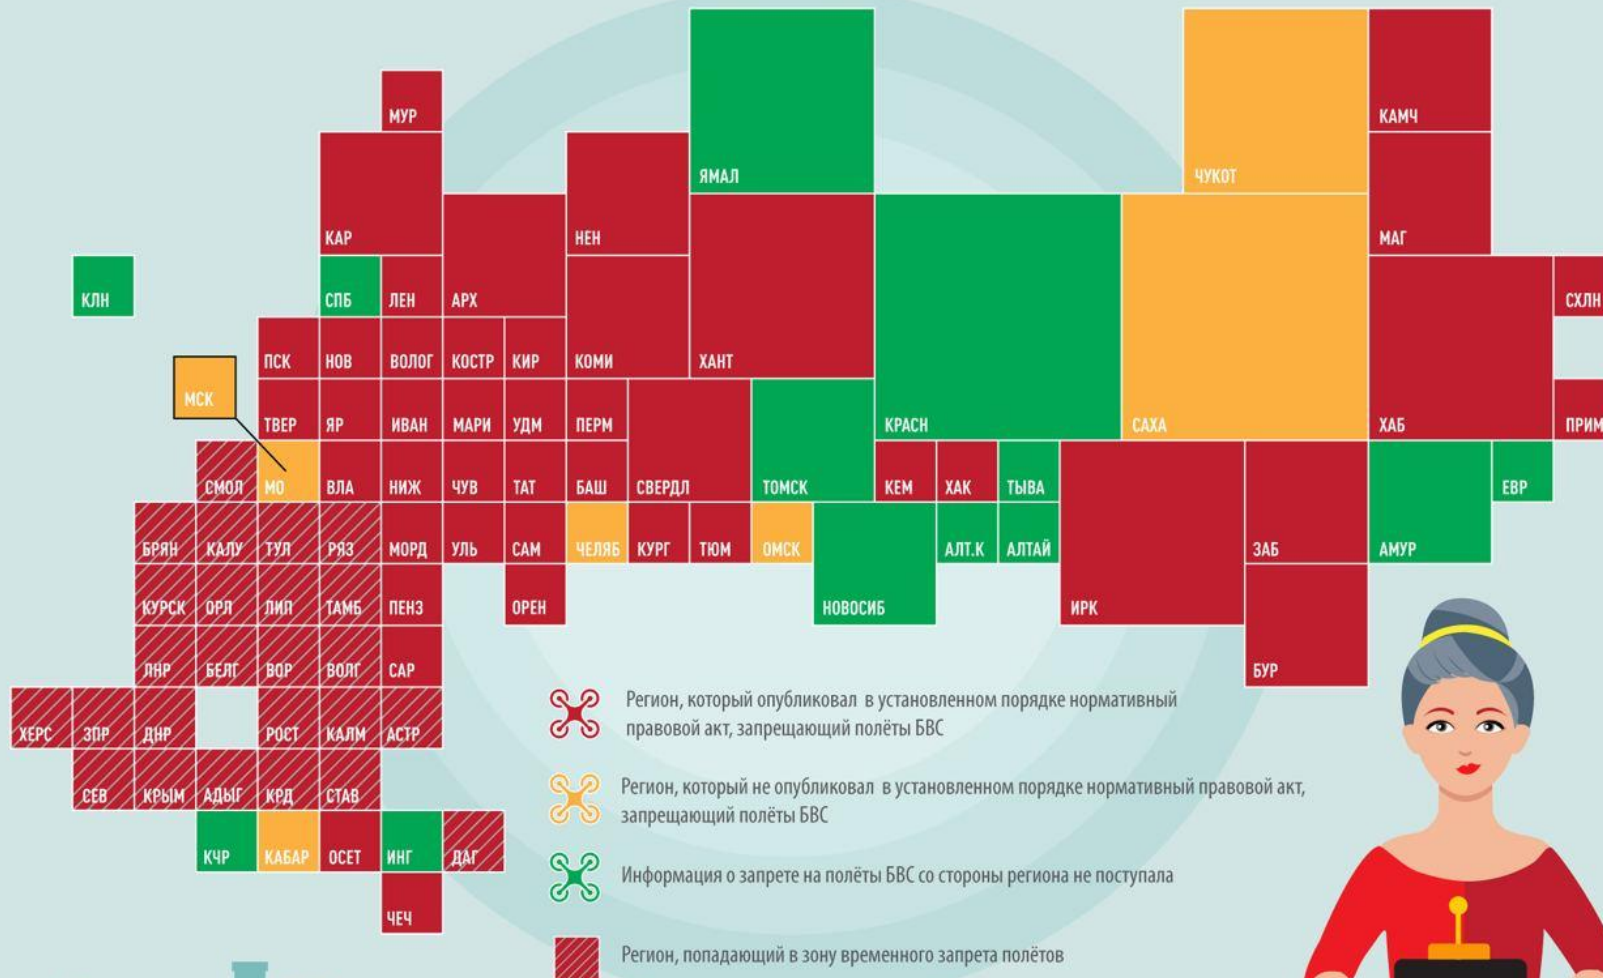 МУР
КАМЧ
ЯМАЛ
ЧУКОТ
КАР
НЕН
МАГ
КЛН
СПБ
ЛЕН
АРХ
СХЛН
ПСК
НОВ
ВОЛОГ
КОСТР
КИР
КОМИ
ХАНТ
МСК
ТВЕР
ЯР
ИВАН
МАРИ
УДМ
ПЕРМ
КРАСН
САХА
ХАБ
ПРИМ
СМОЛ
МО
ВЛА
НИЖ
ЧУВ
ТАТ
БАШ
СВЕРДЛ
ТОМСК
КЕМ
ХАК
ТЫВА
ЕВР
БРЯН
КАЛУ
ТУЛ
РЯЗ
МОРД
УЛЬ
САМ
ЧЕЛЯБ
КУРГ
ТЮМ
ОМСК
АЛТ.К
АЛТАЙ
ЗАБ
АМУР
КУРСК
ОРЛ
ЛИП
ТАМБ
ПЕНЗ
ОРЕН
НОВОСИБ
ИРК
ЛНР
БЕЛГ
ВОР
ВОЛГ
САР
БУР
ХЕРС
ЗПР
ДНР
РОСТ
КАЛМ
АСТР
СЕВ
КРЫМ
АДЫГ
КРД
СТАВ
КЧР
КАБАР
ОСЕТ
ИНГ
ДАГ
ЧЕЧ
Регион, который опубликовал в установленном порядке нормативный
правовой акт, запрещающий полёты БВС
Регион, который не опубликовал в установленном порядке нормативный правовой акт,
запрещающий полёты БВС
Информация о запрете на полёты БВС со стороны региона не поступала
Регион, попадающий в зону временного запрета полётов